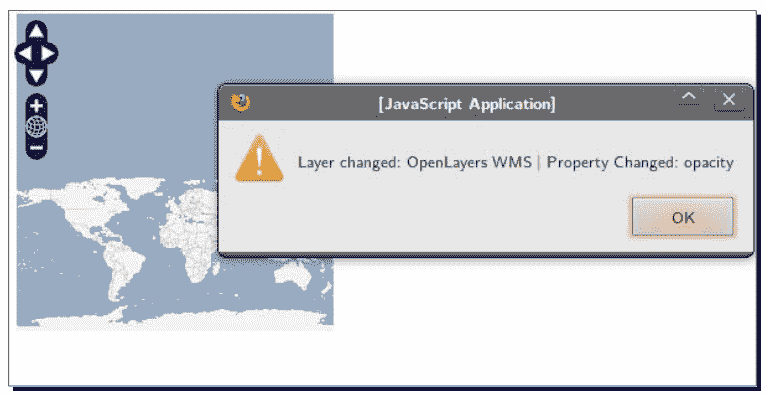 [JavaScript Application]
Layer changed: OpenLayers WMS | Property Changed: opacity
OK